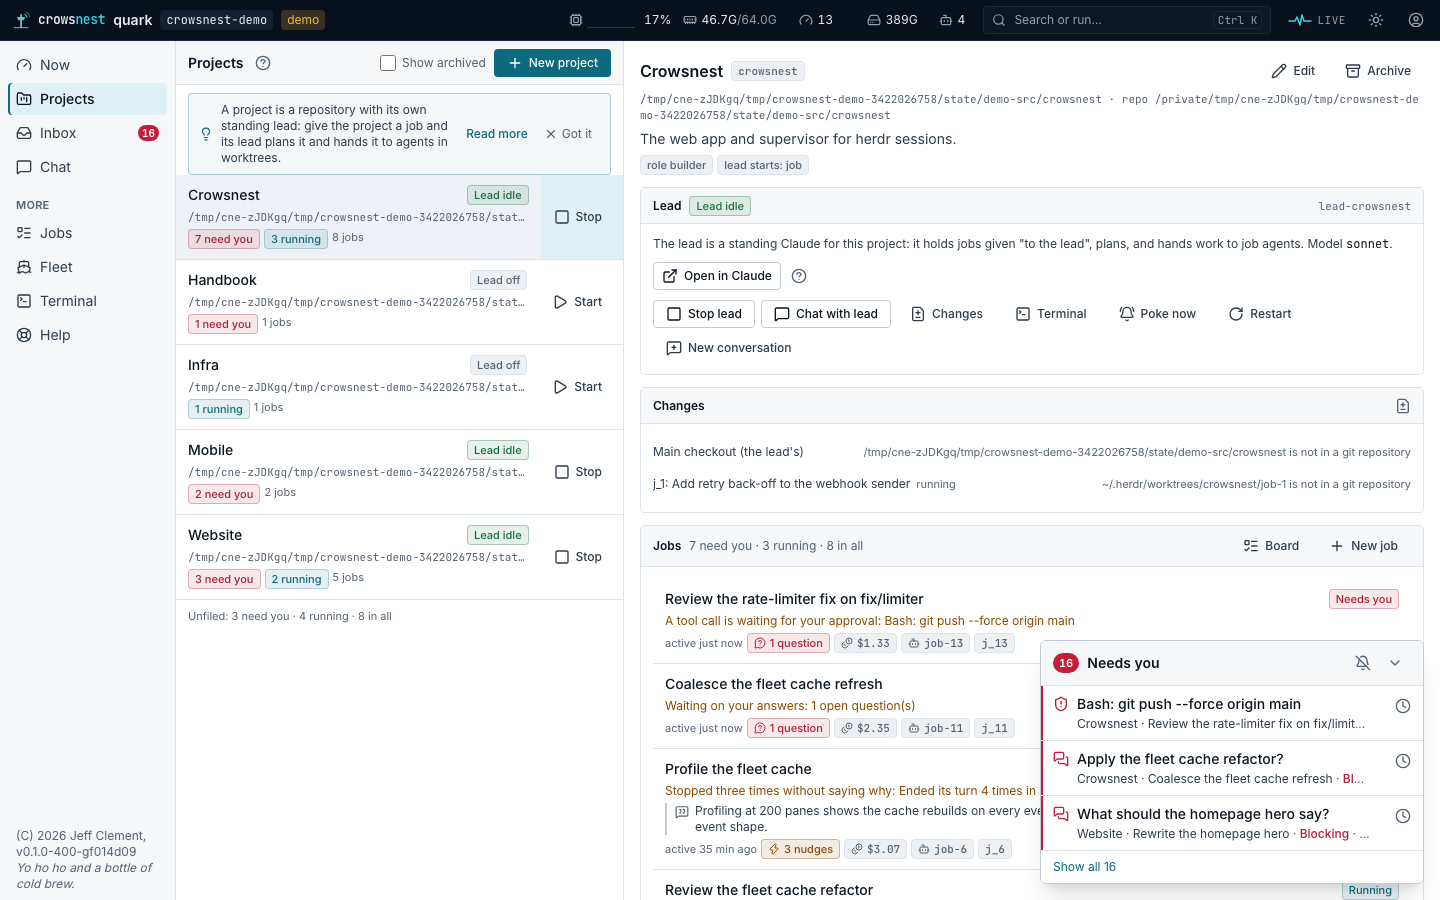 crowsnest quark crowsnest-demo demo 17% 46.7G/64.0G 13 389G 4 Search or run... Ctrl K LIVE
Now
Projects
Inbox 16
Chat
MORE
Jobs
Fleet
Terminal
Help
(C) 2026 Jeff Clement,
v0.1.0-400-gf014d09
Yo ho ho and a bottle of
cold brew.
Projects Show archived New project
A project is a repository with its own
standing lead: give the project a job and
its lead plans it and hands it to agents in
worktrees.
Read more Got it
Crowsnest Lead idle
/tmp/cne-zJDKgq/tmp/crowsnest-demo-3422026758/stat…
7 need you 3 running 8 jobs
Stop
Handbook Lead off
/tmp/cne-zJDKgq/tmp/crowsnest-demo-3422026758/stat…
1 need you 1 jobs
Start
Infra Lead off
/tmp/cne-zJDKgq/tmp/crowsnest-demo-3422026758/stat…
1 running 1 jobs
Start
Mobile Lead idle
/tmp/cne-zJDKgq/tmp/crowsnest-demo-3422026758/stat…
2 need you 2 jobs
Stop
Website Lead idle
/tmp/cne-zJDKgq/tmp/crowsnest-demo-3422026758/stat…
3 need you 2 running 5 jobs
Stop
Unfiled: 3 need you · 4 running · 8 in all
Crowsnest crowsnest Edit Archive
/tmp/cne-zJDKgq/tmp/crowsnest-demo-3422026758/state/demo-src/crowsnest · repo /private/tmp/cne-zJDKgq/tmp/crowsnest-de
mo-3422026758/state/demo-src/crowsnest
The web app and supervisor for herdr sessions.
role builder lead starts: job
Lead Lead idle lead-crowsnest
The lead is a standing Claude for this project: it holds jobs given "to the lead", plans, and hands work to job agents. Model sonnet.
Open in Claude
Stop lead Chat with lead Changes Terminal Poke now Restart
New conversation
Changes
Main checkout (the lead's) /tmp/cne-zJDKgq/tmp/crowsnest-demo-3422026758/state/demo-src/crowsnest is not in a git repository
j_1: Add retry back-off to the webhook sender running ~/.herdr/worktrees/crowsnest/job-1 is not in a git repository
Jobs 7 need you · 3 running · 8 in all Board New job
Review the rate-limiter fix on fix/limiter Needs you
A tool call is waiting for your approval: Bash: git push --force origin main
active just now 1 question $1.33 job-13 j_13
Coalesce the fleet cache refresh
Waiting on your answers: 1 open question(s)
active just now 1 question $2.35 job-11 j_11
Profile the fleet cache
Stopped three times without saying why: Ended its turn 4 times in
Profiling at 200 panes shows the cache rebuilds on every eve
event shape.
active 35 min ago 3 nudges $3.07 job-6 j_6
Review the fleet cache refactor Running
16 Needs you
Bash: git push --force origin main
Crowsnest · Review the rate-limiter fix on fix/limit…
Apply the fleet cache refactor?
Crowsnest · Coalesce the fleet cache refresh · Bl…
What should the homepage hero say?
Website · Rewrite the homepage hero · Blocking · …
Show all 16